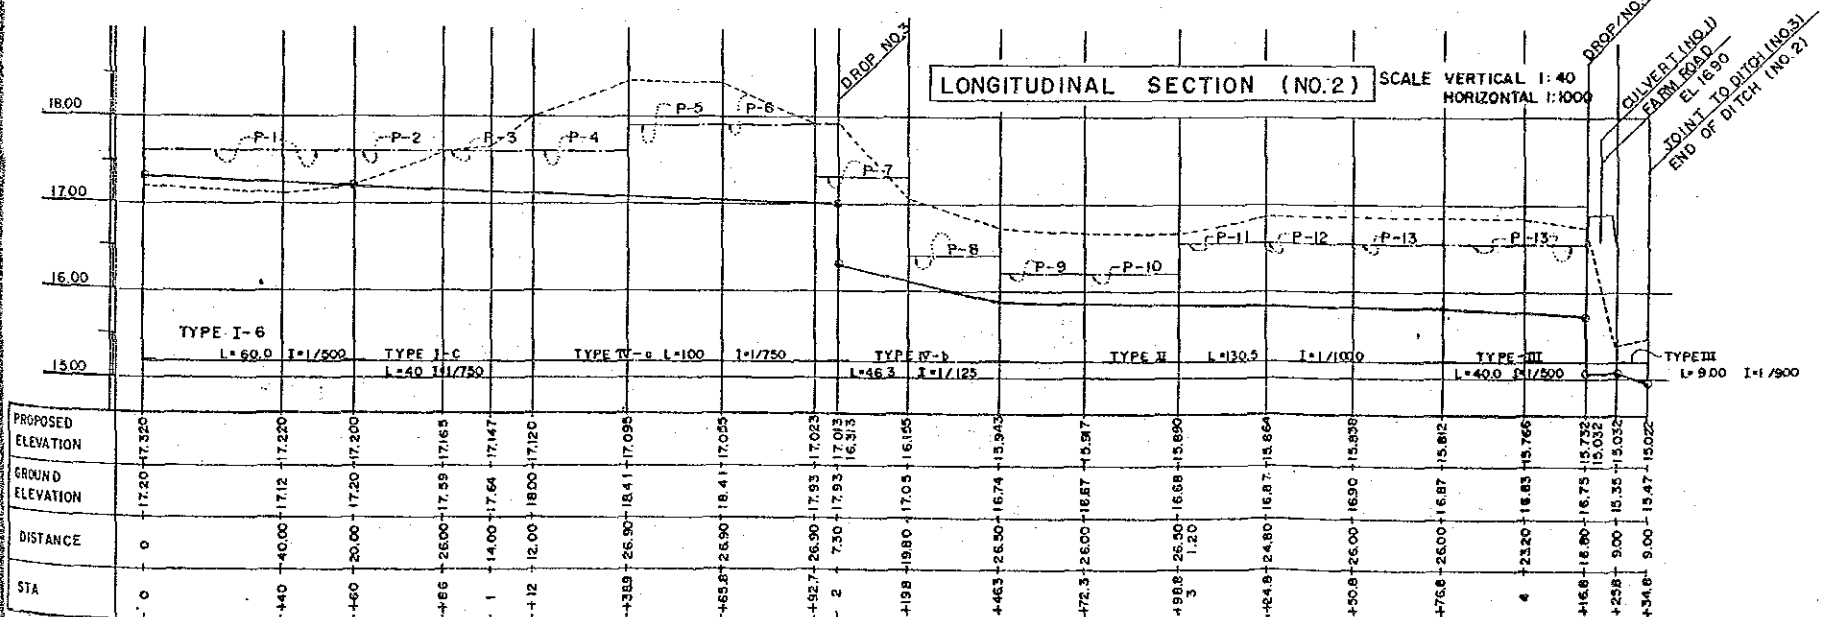 LONGITUDINAL SECTION (NO.2)
SCALE VERTICAL 1:40
HORIZONTAL 1:1000
DROP NO.3
CULVERT (NO.1)
FARM ROAD
EL 16.90
JOINT TO DITCH (NO.3)
END OF DITCH (NO.2)
18.00
17.00
16.00
15.00
P-1 P-2 P-3 P-4 P-5 P-6
P-7
P-8 P-9 P-10 P-11 P-12 P-13 P-13
TYPE I-6
L=60.0 I=1/500
TYPE I-C
L=40 I=1/750
TYPE IV-a L=100 I=1/750
TYPE IV-b
L=46.3 I=1/125
TYPE II L=130.5 I=1/1000
TYPE-III
L=40.0 I=1/500
TYPE III
L=9.00 I=1/900
PROPOSED ELEVATION 17.320 17.220 17.200 17.165 17.147 17.120 17.095 17.055 17.023 17.013 16.313 16.155 15.943 15.917 15.890 15.864 15.838 15.812 15.766 15.732 15.032 15.032 15.022
GROUND ELEVATION 17.20 17.12 17.20 17.59 17.64 18.00 18.41 18.41 17.93 17.93 17.05 16.74 16.67 16.68 16.87 16.90 16.87 16.83 16.75 15.35 15.47
DISTANCE 0 40.00 20.00 26.00 14.00 12.00 26.90 26.90 26.90 7.30 19.80 26.50 26.00 26.50 1.20 24.80 26.00 26.00 23.20 16.80 9.00 9.00
STA 0 +40 +60 +86 1 +12 +38.9 +65.8 +92.7 2 +19.8 +46.3 +72.3 +98.8 3 +24.8 +50.8 +76.8 4 +16.8 +25.8 +34.8